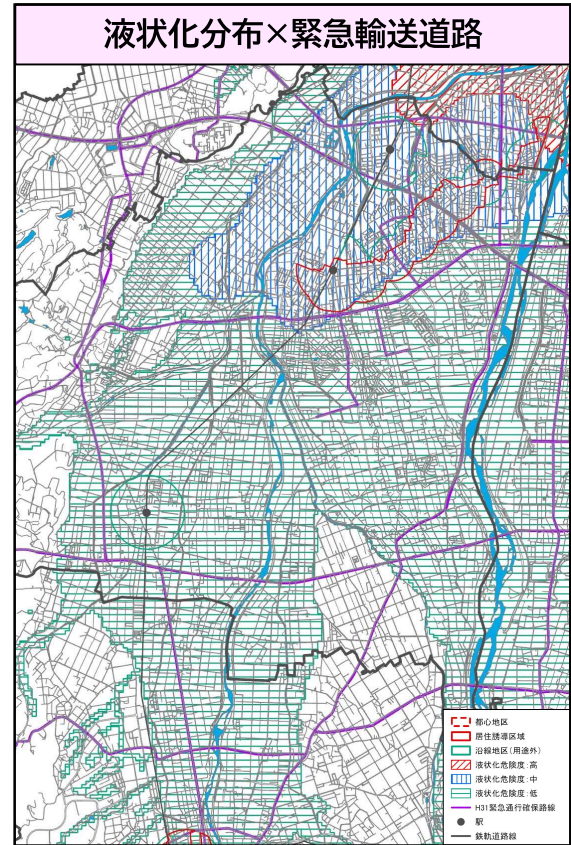 液状化分布×緊急輸送道路
都心地区
居住誘導区域
沿線地区(用途外)
液状化危険度:高
液状化危険度:中
液状化危険度:低
H31緊急通行確保路線
駅
鉄軌道路線